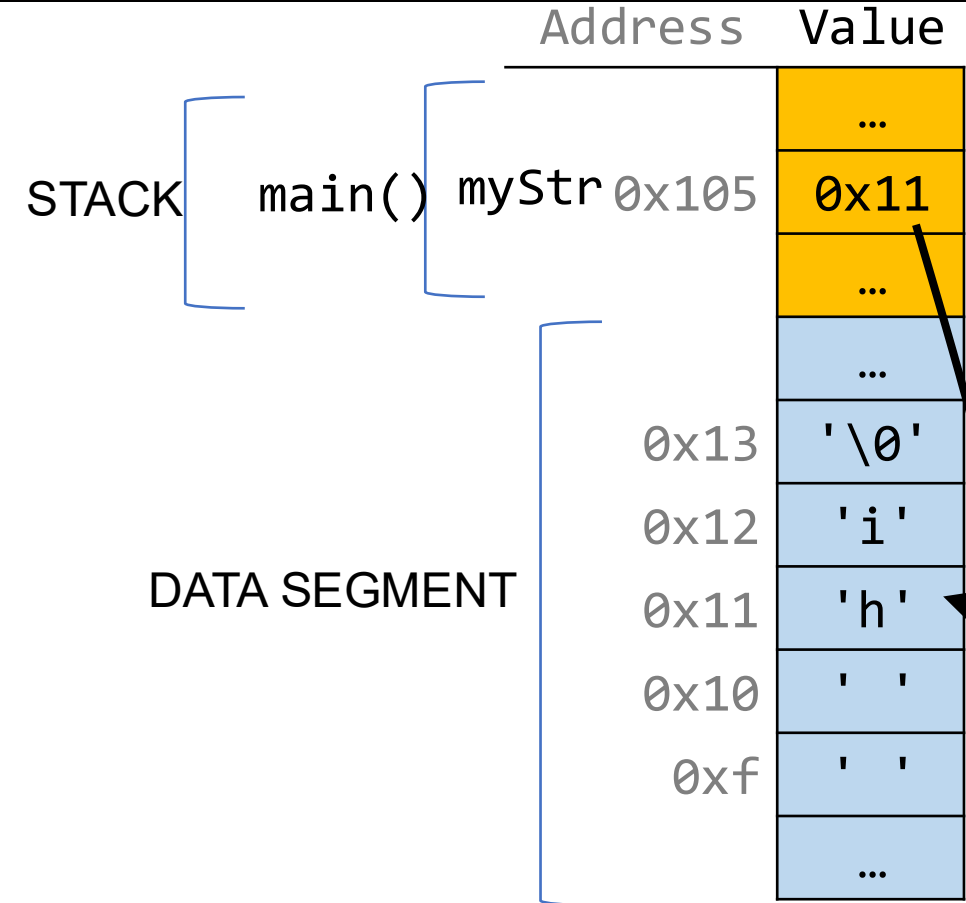 Address Value
…
STACK main() myStr 0x105 0x11
…
…
0x13 '\0'
0x12 'i'
DATA SEGMENT
0x11 'h'
0x10 ' '
0xf ' '
…